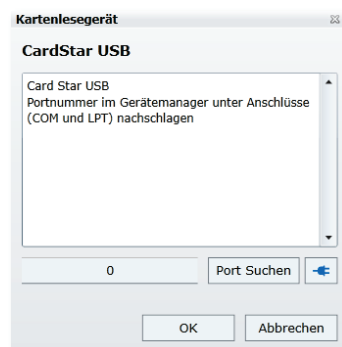 Kartenlesegerät
CardStar USB
Card Star USB
Portnummer im Gerätemanager unter Anschlüsse
(COM und LPT) nachschlagen
0
Port Suchen
OK
Abbrechen